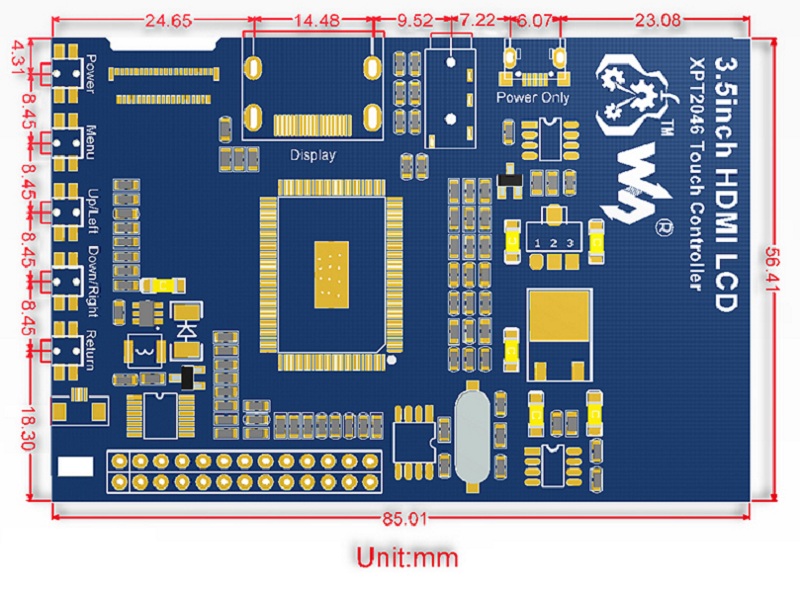 24.65
14.48
9.52
7.22
6.07
23.08
4.31
8.45
8.45
8.45
8.45
18.30
Power
Menu
Up/Left
Down/Right
Return
Display
Power Only
1 2 3
TM
®
3.5inch HDMI LCD
XPT2046 Touch Controller
56.41
85.01
Unit:mm